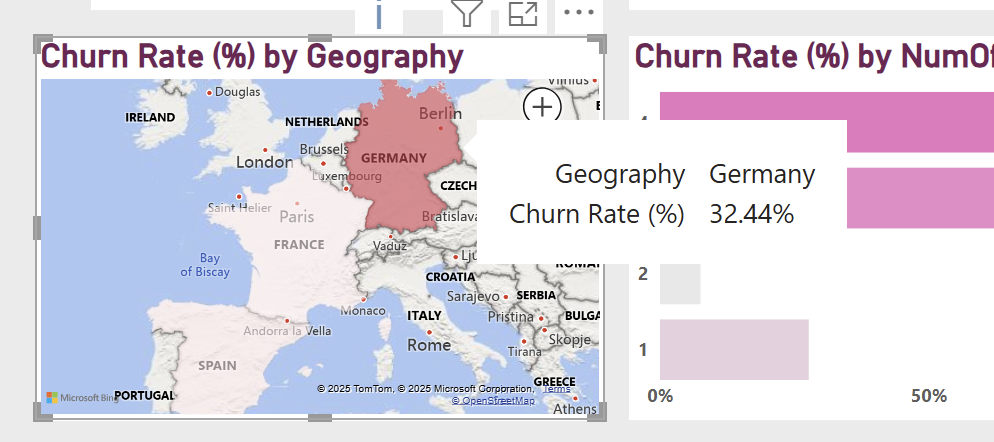 Churn Rate (%) by Geography
Churn Rate (%) by NumOf
Douglas
Vilnius
IRELAND
NETHERLANDS
Berlin
London
Brussels
GERMANY
Luxembourg
CZECH
Saint Helier
Paris
Bratislava
FRANCE
Vaduz
Bay
of Biscay
CROATIA
Monaco
Sarajevo
SERBIA
ITALY
Pristina
BULGA
Andorra la Vella
Rome
Skopje
Tirana
SPAIN
GREECE
PORTUGAL
Athens
Microsoft Bing
© 2025 TomTom, © 2025 Microsoft Corporation, Terms
© OpenStreetMap
Geography Germany
Churn Rate (%) 32.44%
2
1
0% 50%